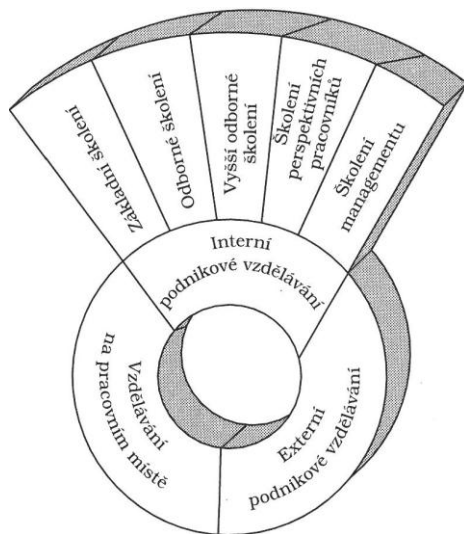 Základní školení
Odborné školení
Vyšší odborné
školení
Školení
perspektivních
pracovníků
Školení
managementu
Interní
podnikové vzdělávání
Vzdělávání
na pracovním místě
Externí
podnikové vzdělávání